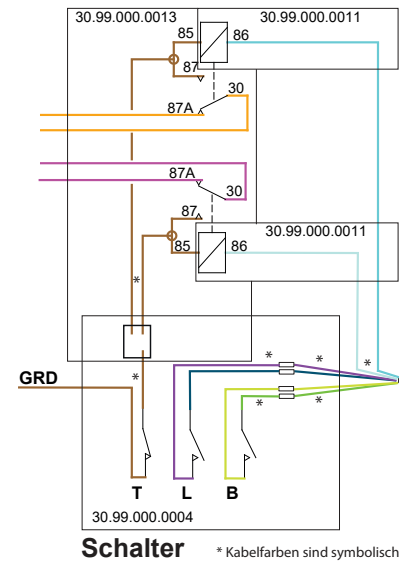 30.99.000.0013 30.99.000.0011
85 86
87
30
87A
87A
30
87
30.99.000.0011
85 86
*
*
* *
*
GRD *
* *
T L B
30.99.000.0004
Schalter * Kabelfarben sind symbolisch